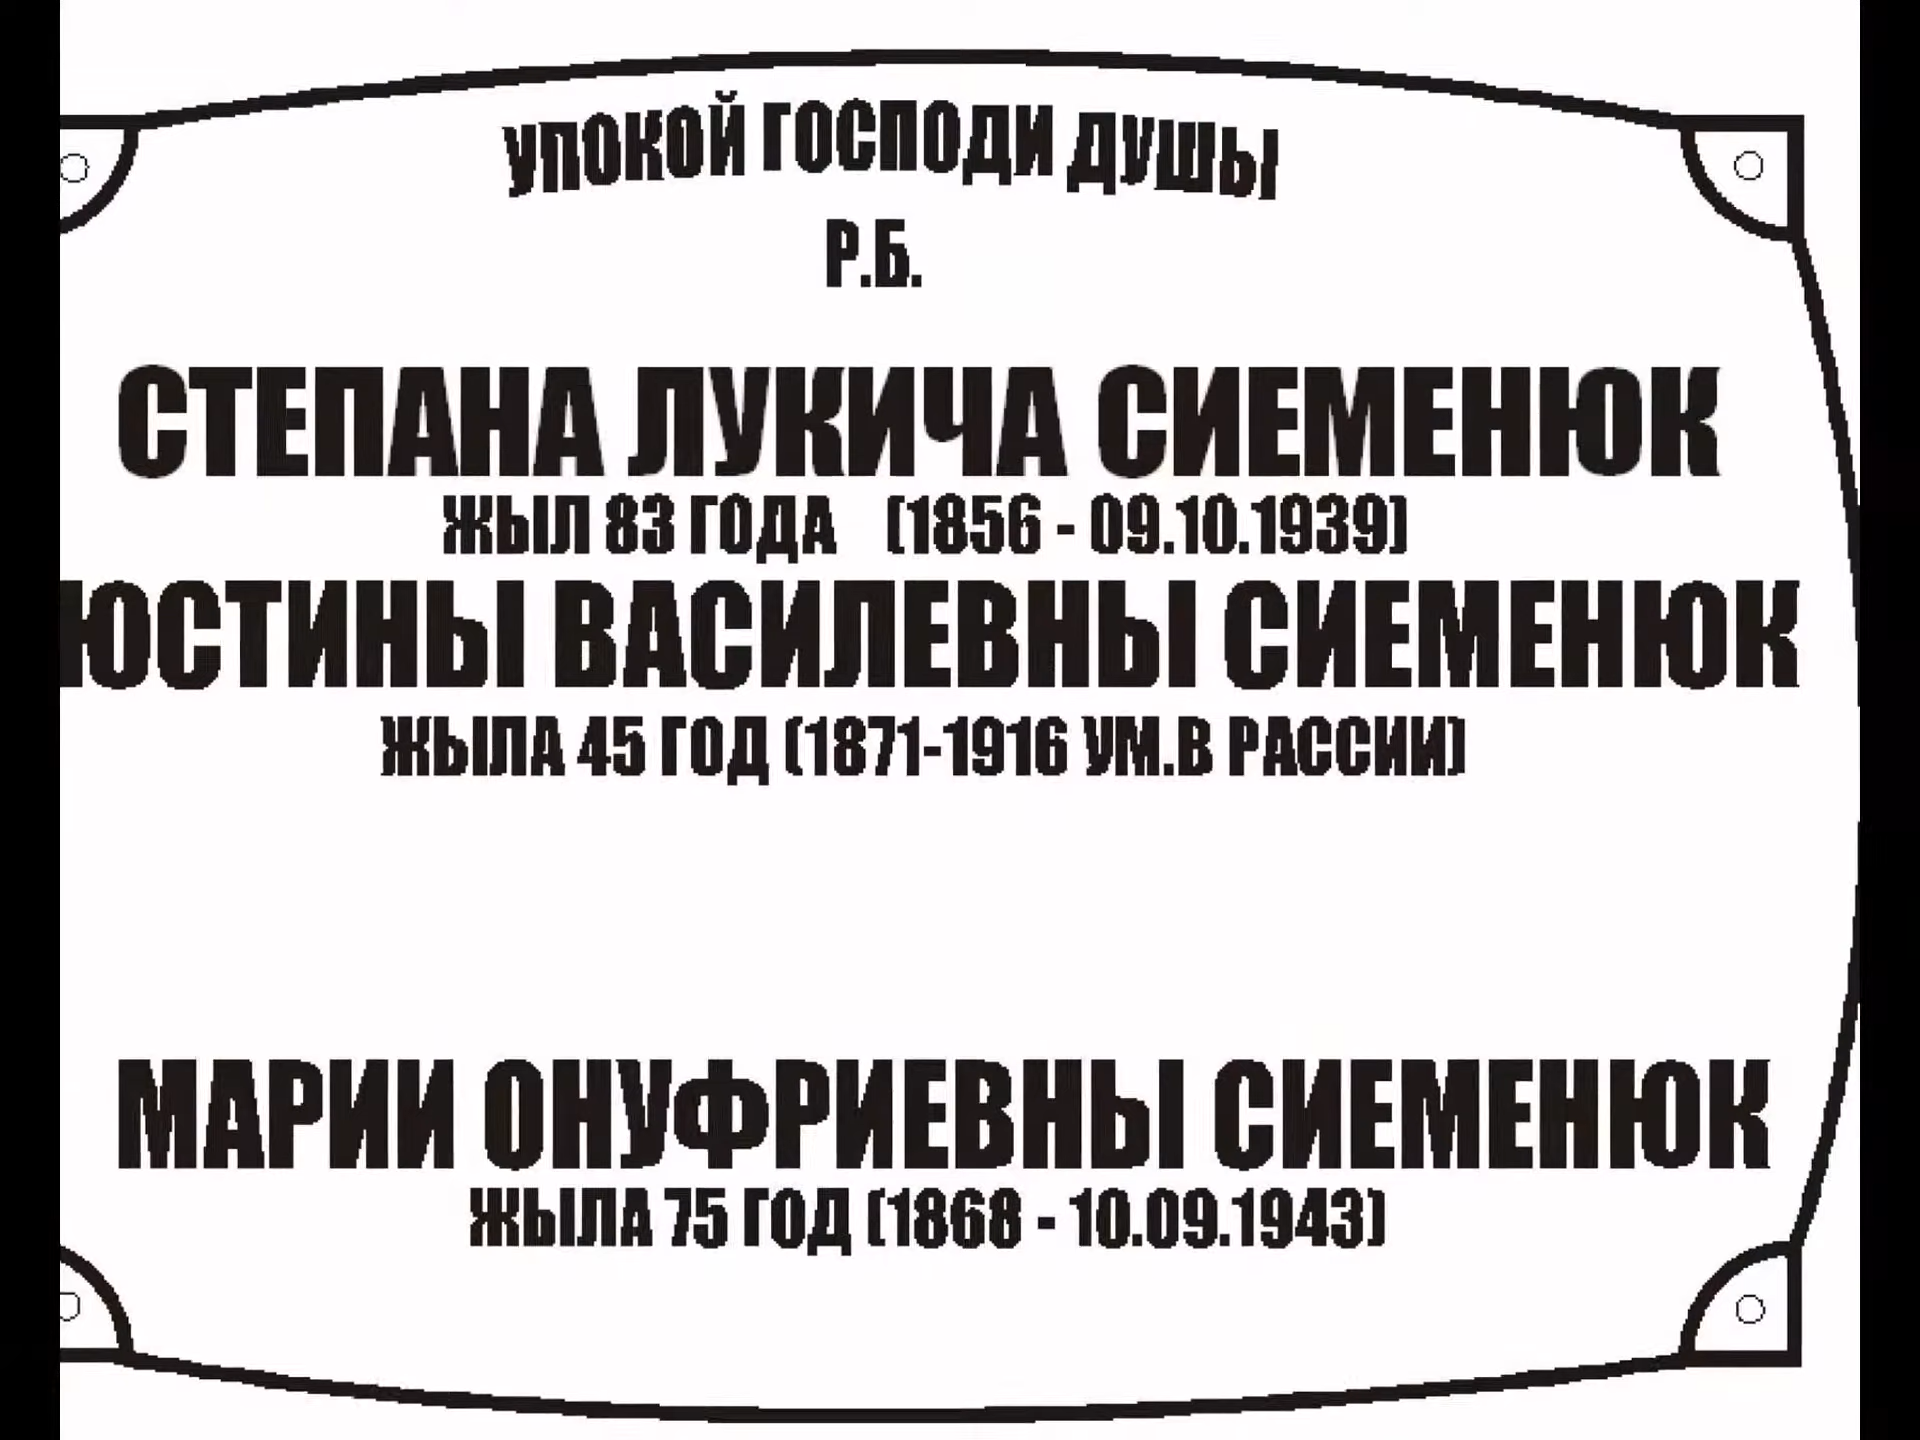 УПОКОЙ ГОСПОДИ ДУШЫ
Р.Б.
СТЕПАНА ЛУКИЧА СИЕМЕНЮК
ЖЫЛ 83 ГОДА (1856 - 09.10.1939)
ЮСТИНЫ ВАСИЛЕВНЫ СИЕМЕНЮК
ЖЫЛА 45 ГОД (1871-1916 УМ.В РАССИИ)
МАРИИ ОНУФРИЕВНЫ СИЕМЕНЮК
ЖЫЛА 75 ГОД (1868 - 10.09.1943)